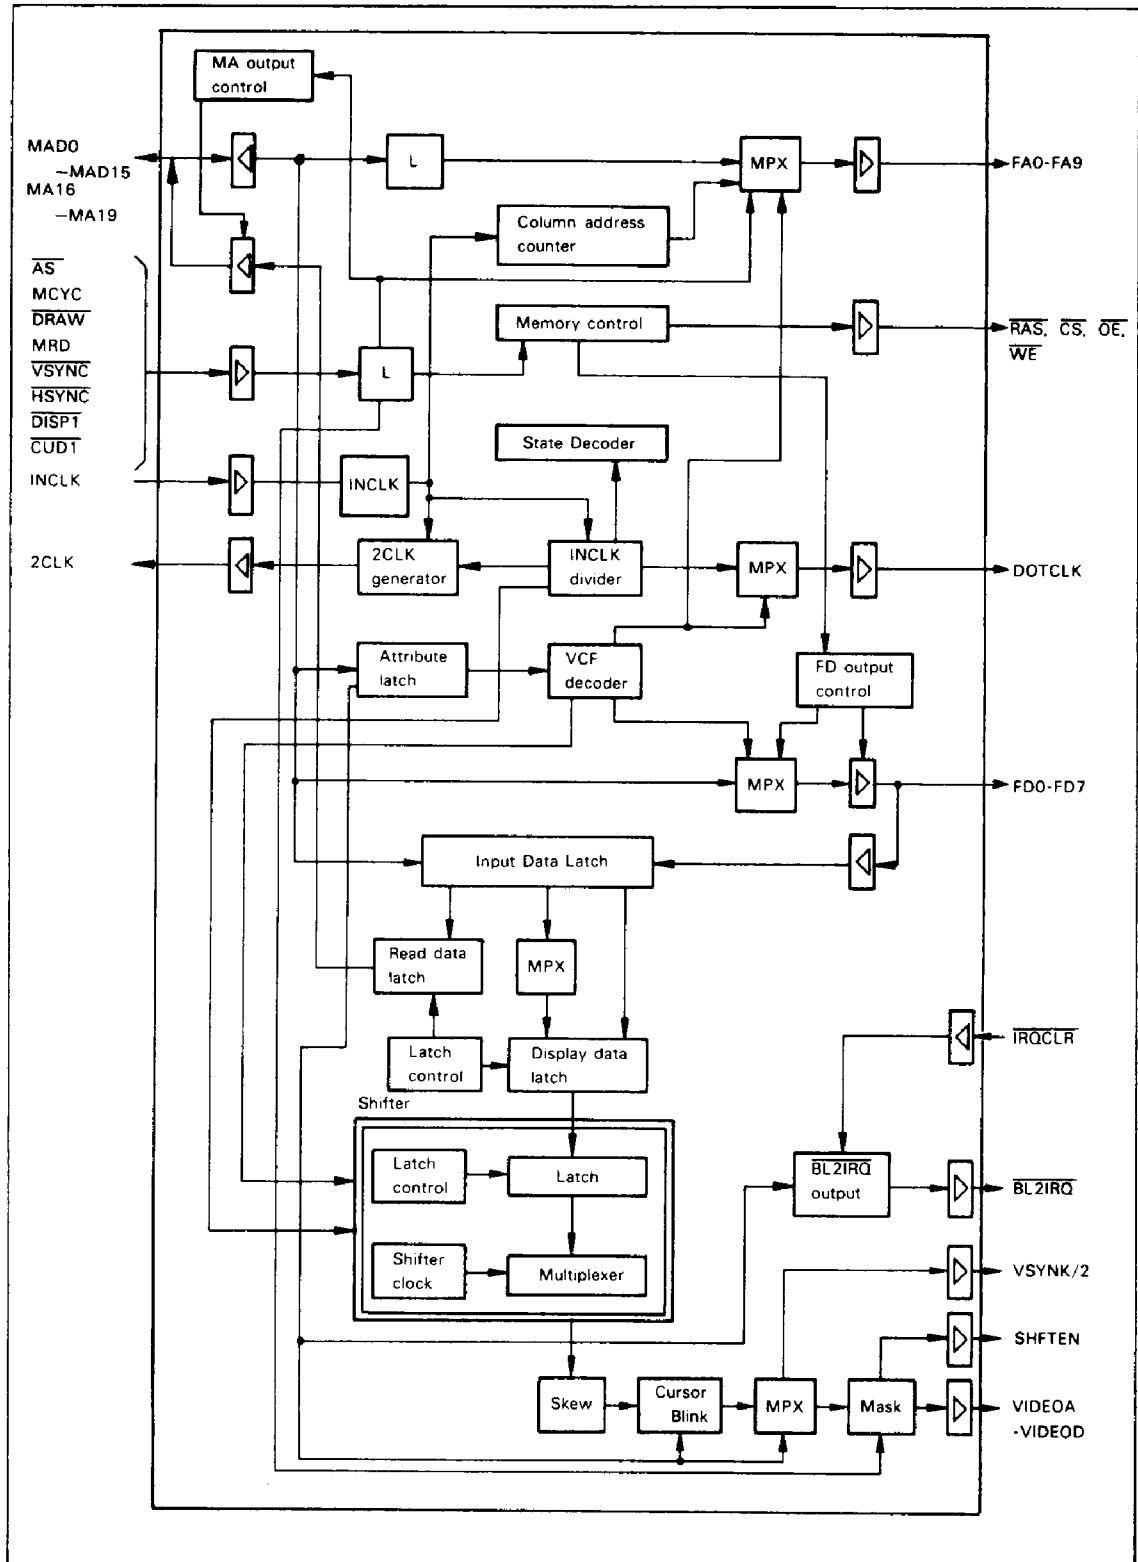 MA output
control
MAD0
–MAD15
MA16
–MA19
L
MPX
FA0-FA9
Column address
counter
AS
MCYC
DRAW
MRD
VSYNC
HSYNC
DISP1
CUD1
Memory control
RAS, CS, OE,
WE
L
State Decoder
INCLK
INCLK
2CLK
2CLK
generator
INCLK
divider
MPX
DOTCLK
Attribute
latch
VCF
decoder
FD output
control
MPX
FD0-FD7
Input Data Latch
Read data
latch
MPX
Latch
control
Display data
latch
IRQCLR
Shifter
Latch
control
Latch
BL2IRQ
output
BL2IRQ
Shifter
clock
Multiplexer
VSYNK/2
SHFTEN
Skew
Cursor
Blink
MPX
Mask
VIDEOA
-VIDEOD